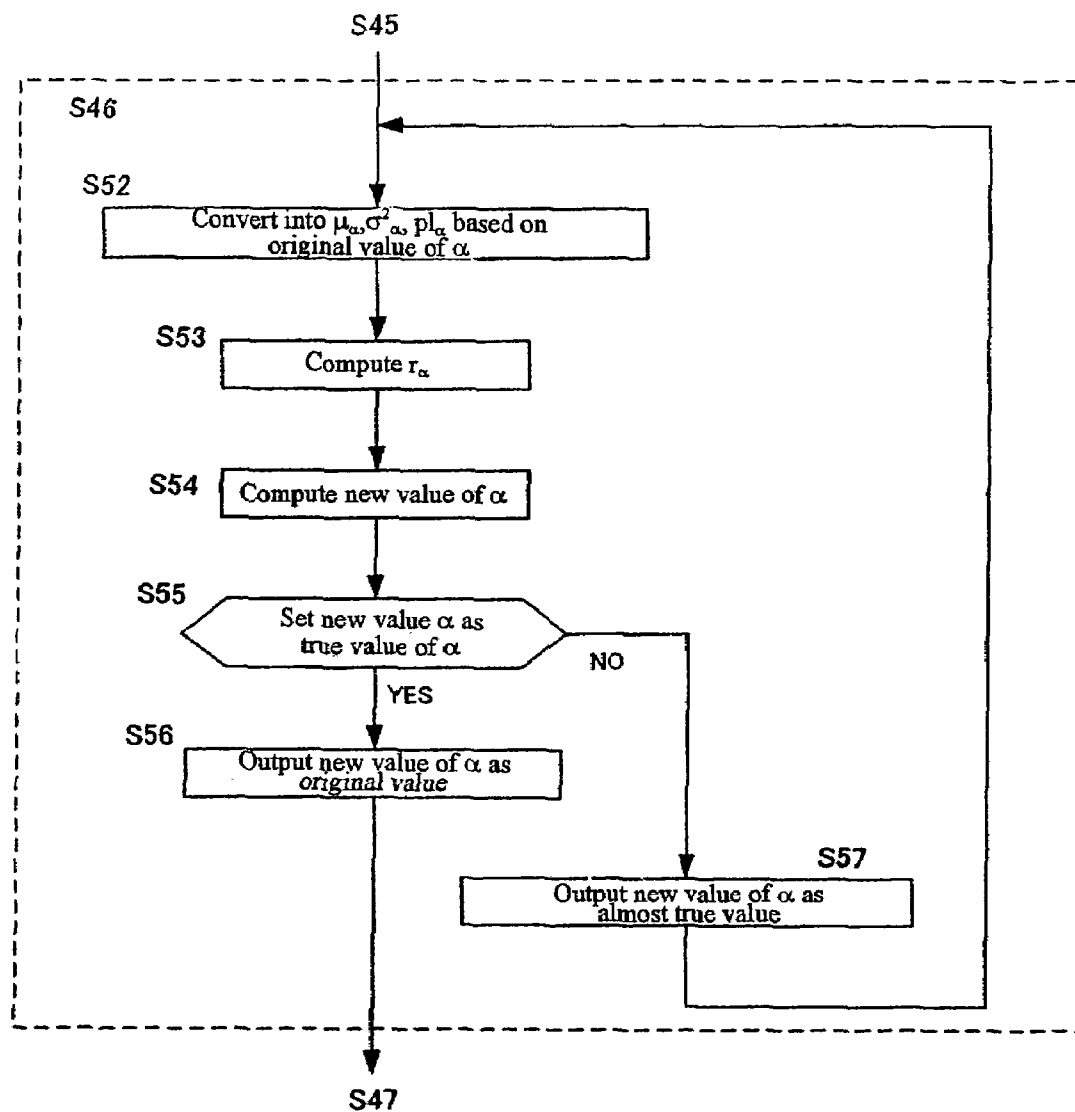 S45
S46
S52
Convert into μα,σ²α, plα based on
original value of α
S53
Compute rα
S54
Compute new value of α
S55
Set new value α as
true value of α
NO
YES
S56
Output new value of α as
original value
S57
Output new value of α as
almost true value
S47